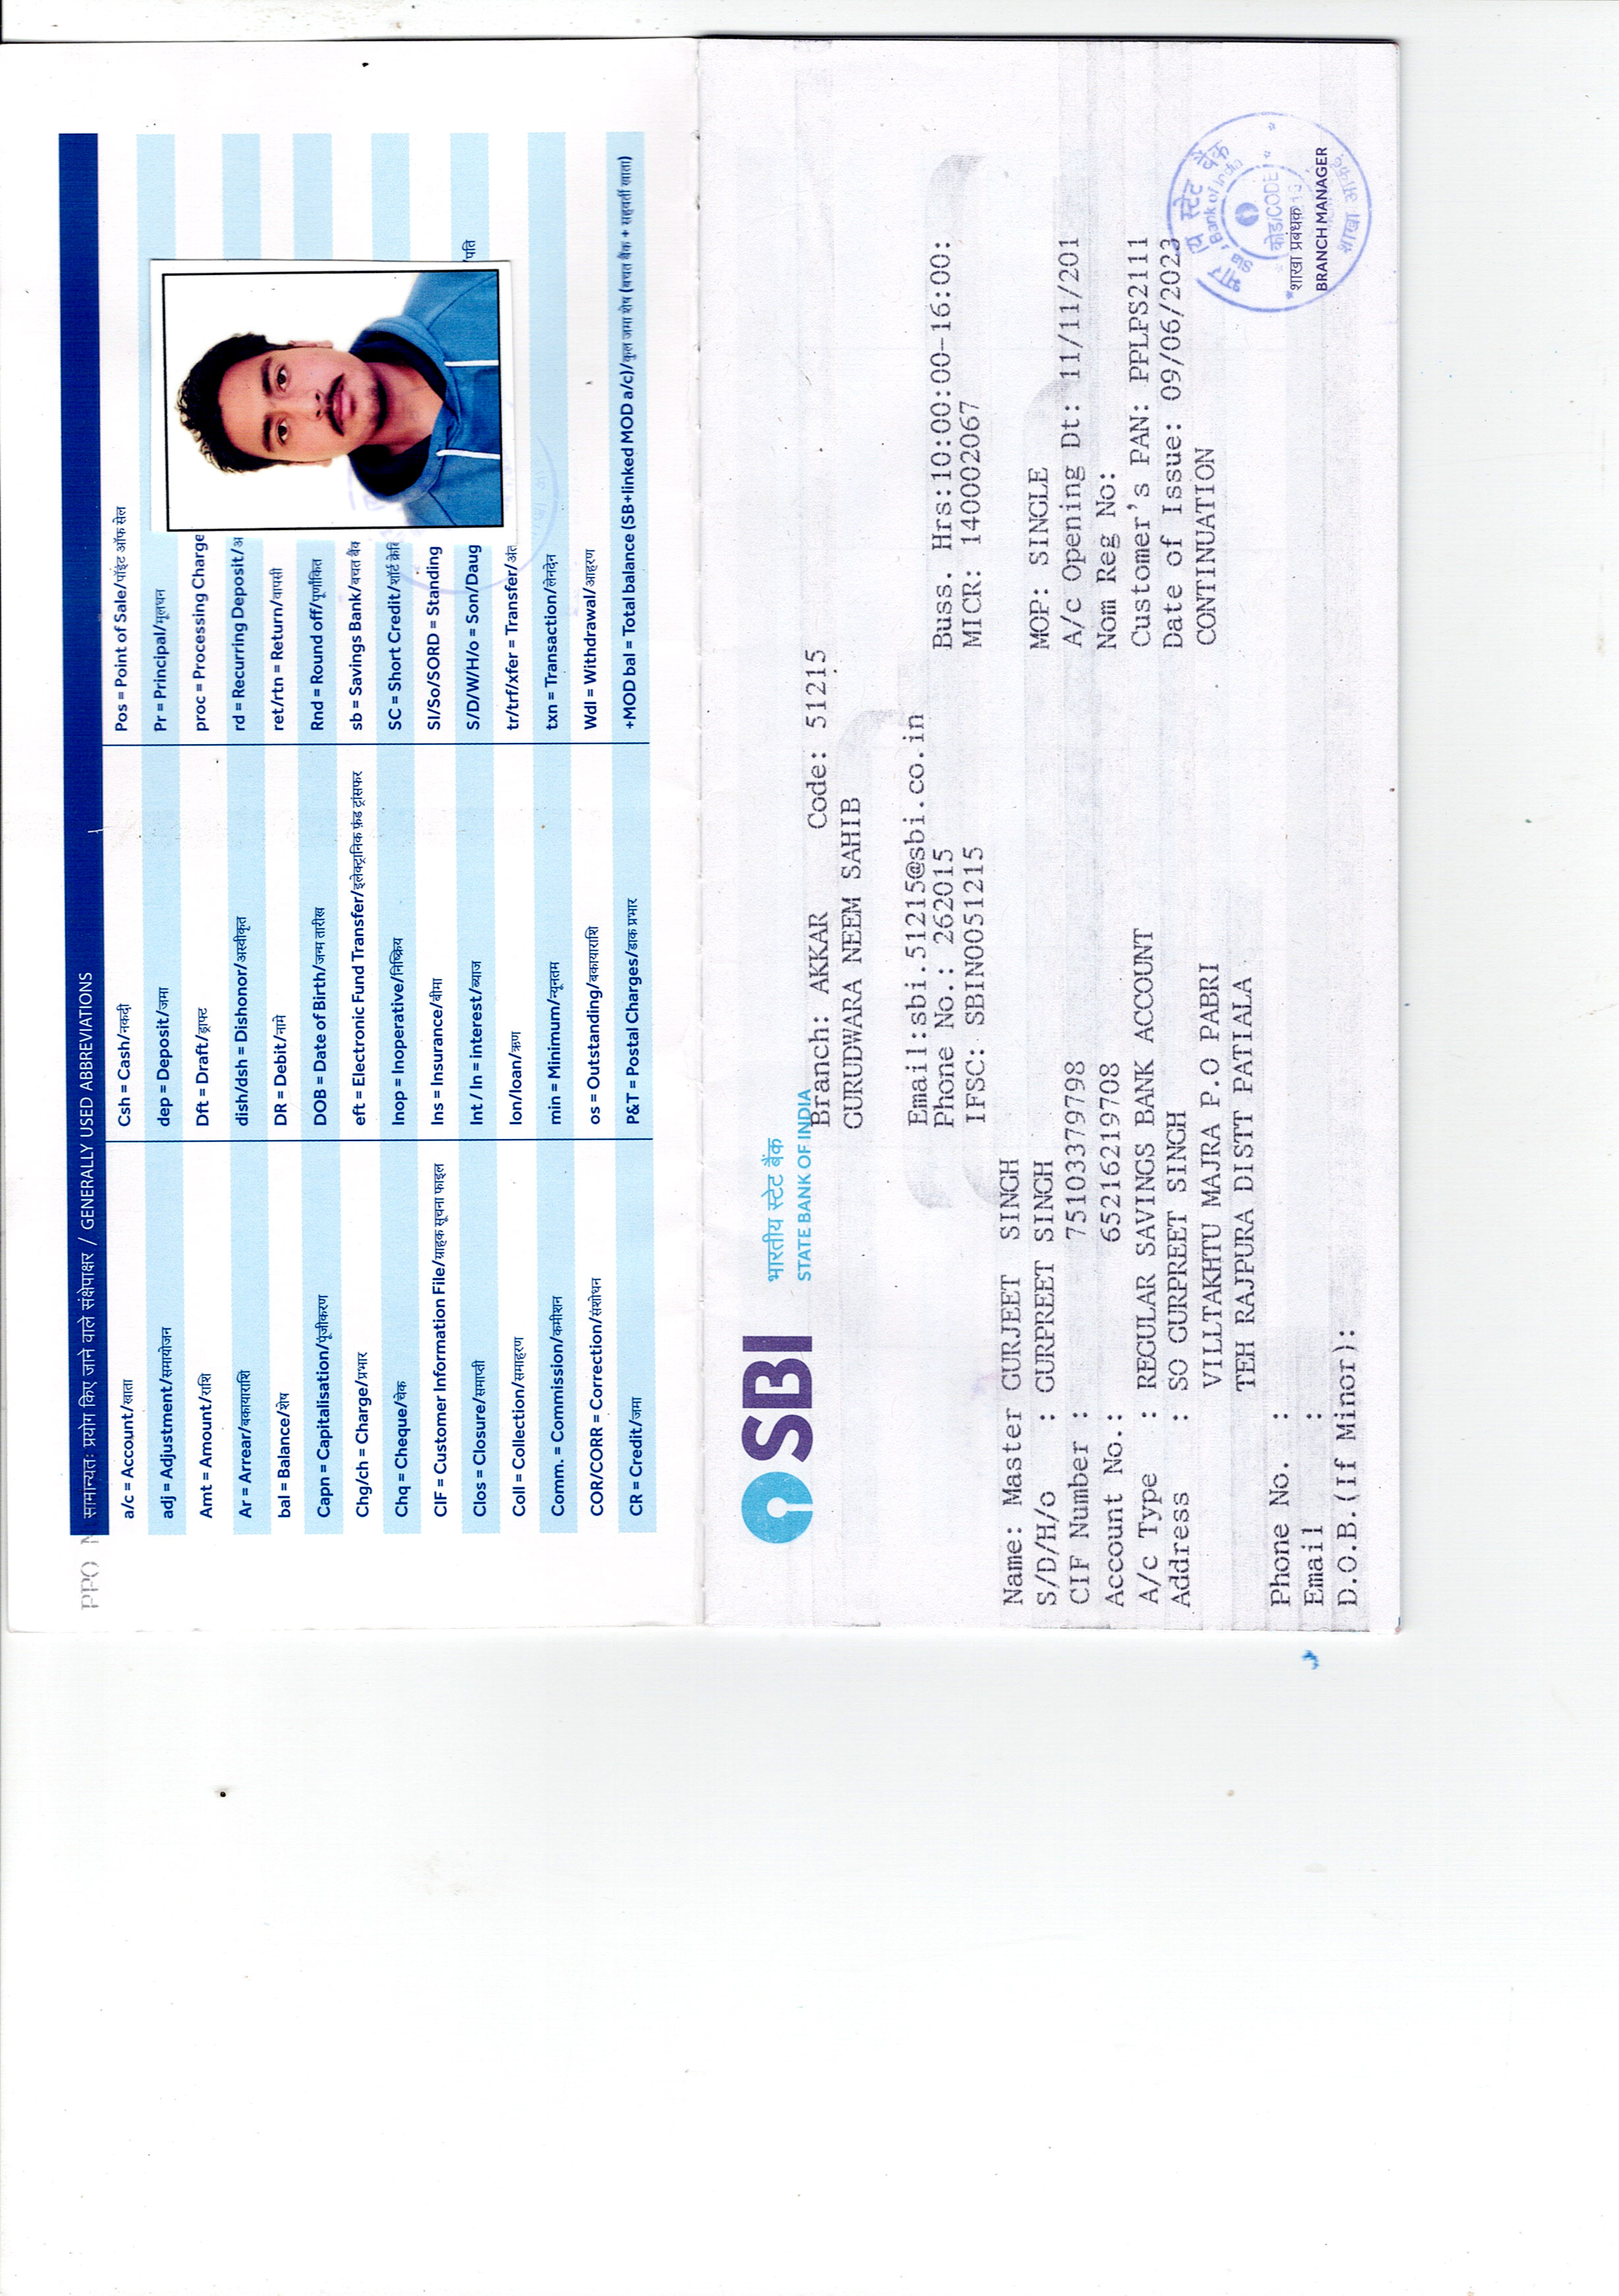 PPO
सामान्यतः प्रयोग किए जाने वाले संक्षेपाक्षर / GENERALLY USED ABBREVIATIONS
a/c = Account/खाता
adj = Adjustment/समायोजन
Amt = Amount/राशि
Ar = Arrear/बकायाराशि
bal = Balance/शेष
Capn = Capitalisation/पूंजीकरण
Chg/ch = Charge/प्रभार
Chq = Cheque/चेक
CIF = Customer Information File/ग्राहक सूचना फाइल
Clos = Closure/समाप्ती
Coll = Collection/समाहरण
Comm. = Commission/कमीशन
COR/CORR = Correction/संशोधन
CR = Credit/जमा
Csh = Cash/नकदी
dep = Deposit/जमा
Dft = Draft/ड्राफ्ट
dish/dsh = Dishonor/अस्वीकृत
DR = Debit/नामे
DOB = Date of Birth/जन्म तारीख
eft = Electronic Fund Transfer/इलेक्ट्रानिक फ़ंड ट्रांसफर
Inop = Inoperative/निष्क्रिय
Ins = Insurance/बीमा
Int / In = interest/ब्याज
lon/loan/ऋण
min = Minimum/न्यूनतम
os = Outstanding/बकायाराशि
P&T = Postal Charges/डाक प्रभार
Pos = Point of Sale/पॉइंट ऑफ सेल
Pr = Principal/मूलधन
proc = Processing Charge
rd = Recurring Deposit/
ret/rtn = Return/वापसी
Rnd = Round off/पूर्णांकित
sb = Savings Bank/बचत बैंक
SC = Short Credit/शॉर्ट
SI/So/SORD = Standing
S/D/W/H/o = Son/Daug /पति
tr/trf/xfer = Transfer/
txn = Transaction/लेनदेन
Wdl = Withdrawal/आहरण
+MOD bal = Total balance (SB+linked MOD a/c)/कुल जमा शेष (बचत बैंक + सहवर्ती खाता)
SBI
भारतीय स्टेट बैंक
STATE BANK OF INDIA
Branch: AKKAR Code: 51215
GURUDWARA NEEM SAHIB
Email:sbi.51215@sbi.co.in
Phone No.: 262015 Buss. Hrs:10:00:00-16:00:
IFSC: SBIN0051215 MICR: 140002067
Name: Master GURJEET SINGH
S/D/H/o : GURPREET SINGH MOP: SINGLE
CIF Number : 75103379798 A/c Opening Dt: 11/11/201
Account No.: 65216219708 Nom Reg No:
A/c Type : REGULAR SAVINGS BANK ACCOUNT Customer's PAN: PPLPS2111
Address : SO GURPREET SINGH Date of Issue: 09/06/2023
VILLTAKHTU MAJRA P.O PABRI CONTINUATION
TEH RAJPURA DISTT PATIALA
Phone No. :
Email :
D.O.B.(If Minor):
स्टेट बैंक
Bank of India
कोड/CODE
शाखा प्रबंधक
BRANCH MANAGER
शाखा